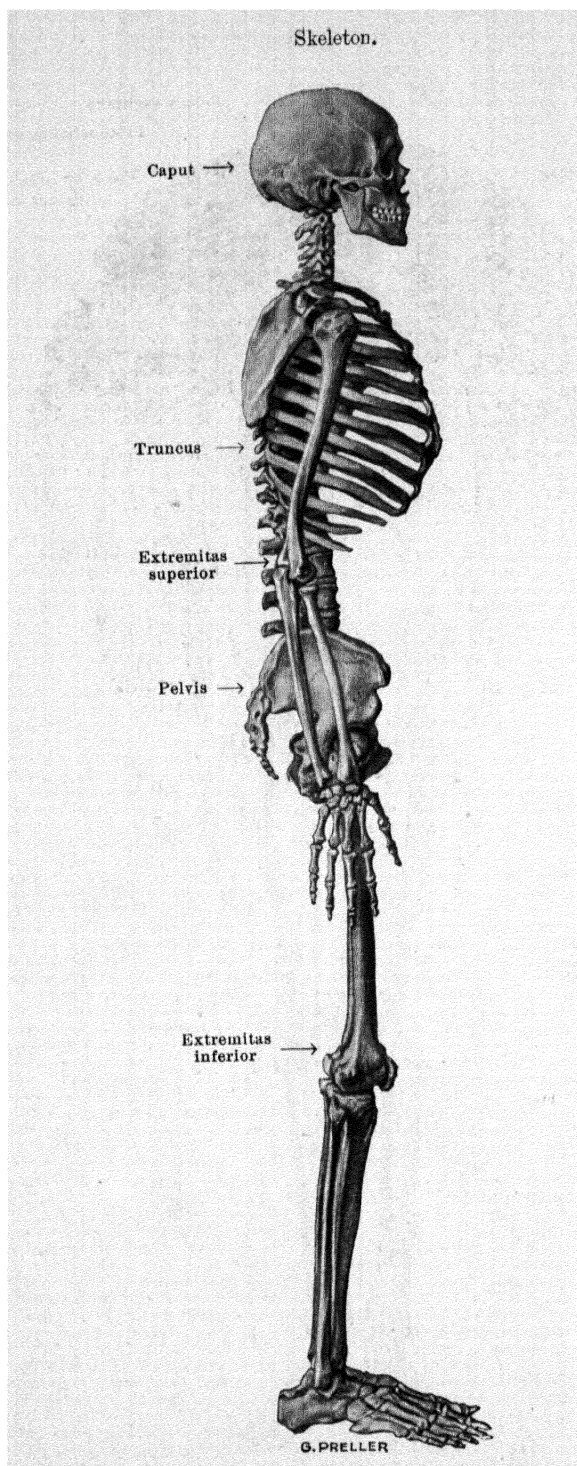 Skeleton.
Caput
Truncus
Extremitas
superior
Pelvis
Extremitas
inferior
G. PRELLER